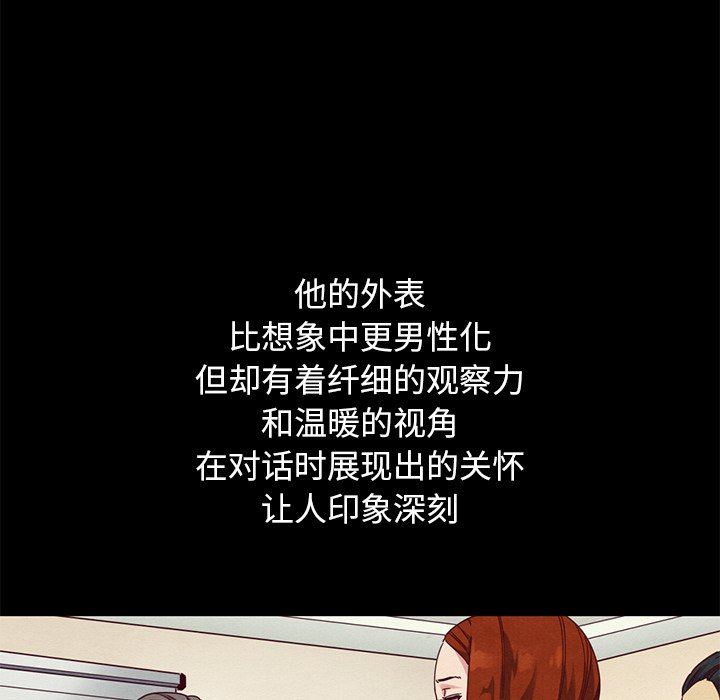 他的外表
比想象中更男性化
但却有着纤细的观察力
和温暖的视角
在对话时展现出的关怀
让人印象深刻